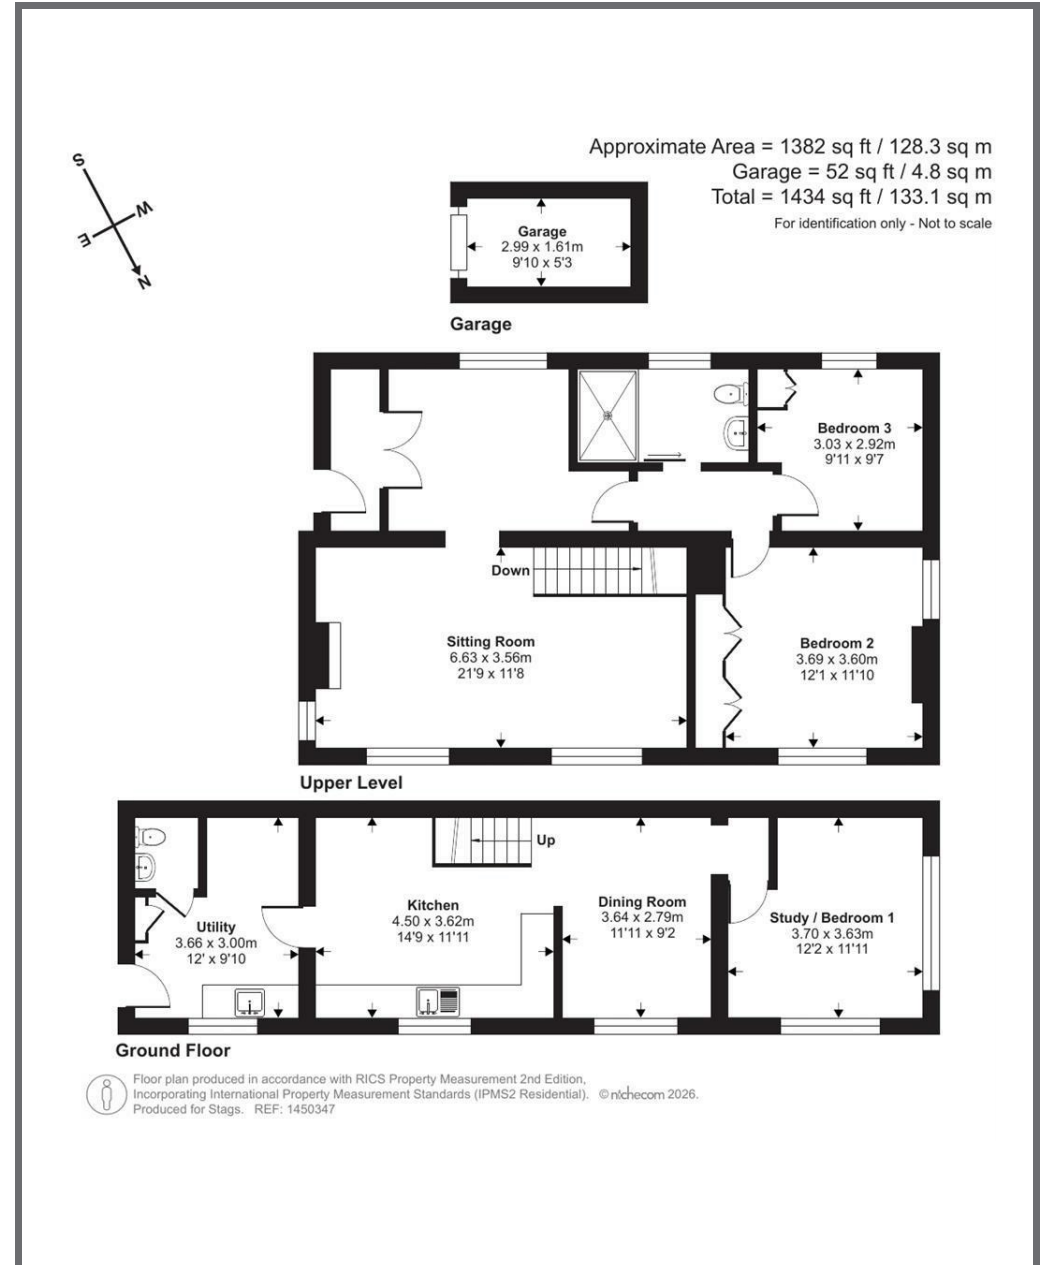 Approximate Area = 1382 sq ft / 128.3 sq m
Garage = 52 sq ft / 4.8 sq m
Total = 1434 sq ft / 133.1 sq m
For identification only - Not to scale
S
W
E
N
Garage
2.99 x 1.61m
9'10 x 5'3
Garage
Bedroom 3
3.03 x 2.92m
9'11 x 9'7
Down
Sitting Room
6.63 x 3.56m
21'9 x 11'8
Bedroom 2
3.69 x 3.60m
12'1 x 11'10
Upper Level
Up
Kitchen
4.50 x 3.62m
14'9 x 11'11
Dining Room
3.64 x 2.79m
11'11 x 9'2
Study / Bedroom 1
3.70 x 3.63m
12'2 x 11'11
Utility
3.66 x 3.00m
12' x 9'10
Ground Floor
Floor plan produced in accordance with RICS Property Measurement 2nd Edition,
Incorporating International Property Measurement Standards (IPMS2 Residential). © nichecom 2026.
Produced for Stags. REF: 1450347